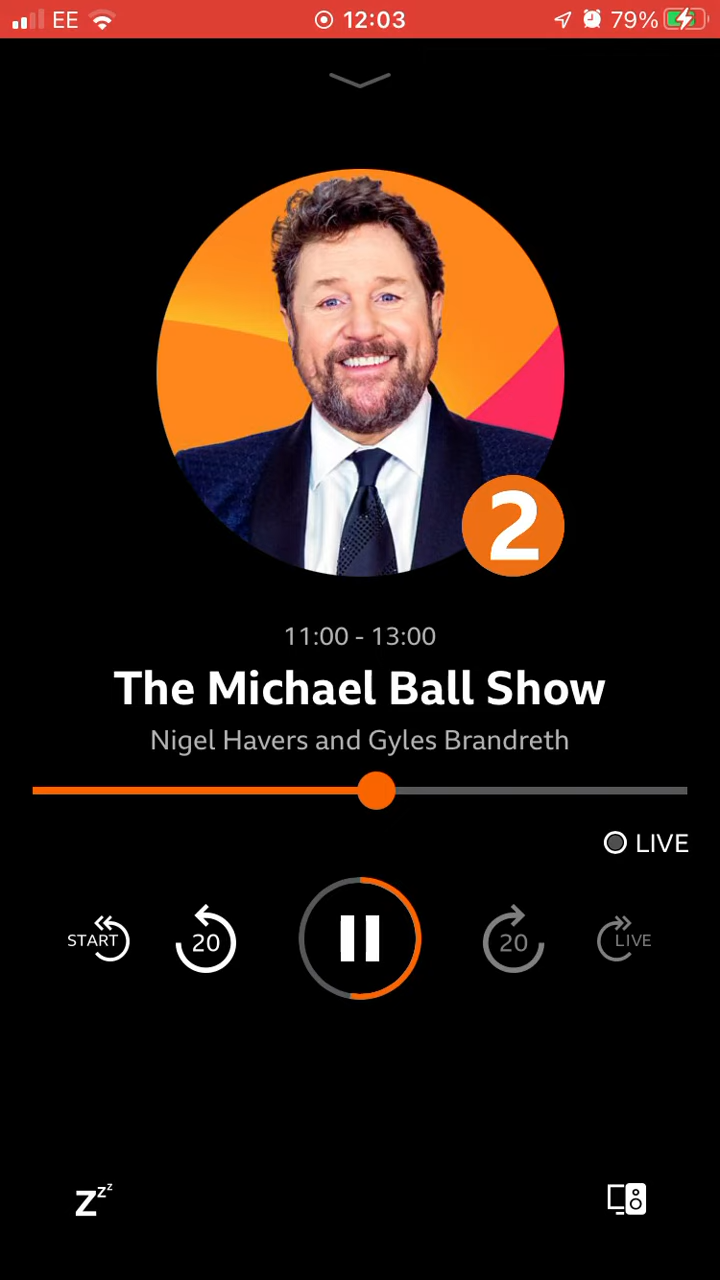 EE 12:03 79%
2
11:00 - 13:00
The Michael Ball Show
Nigel Havers and Gyles Brandreth
LIVE
START 20 20 LIVE
Zzz